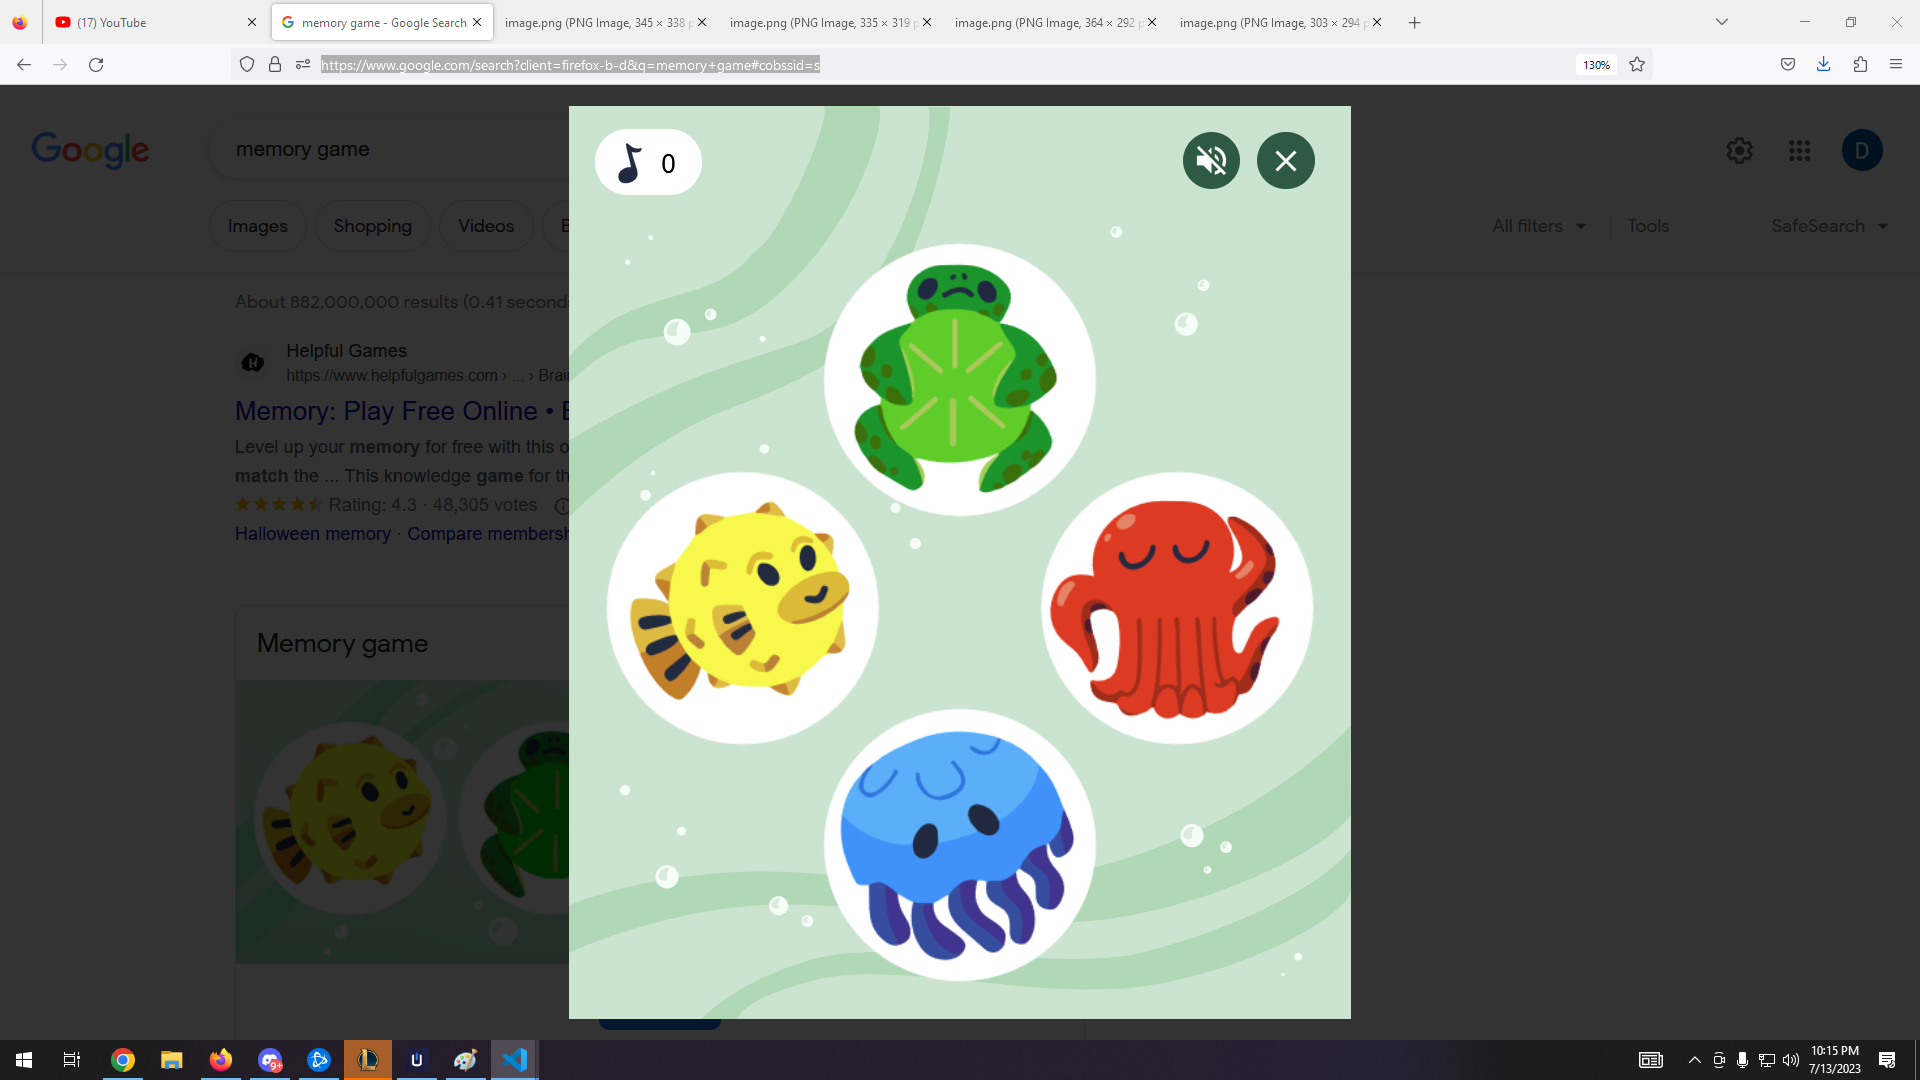 (17) YouTube
memory game - Google Search
image.png (PNG Image, 345 × 338 p
image.png (PNG Image, 335 × 319 p
image.png (PNG Image, 364 × 292 p
image.png (PNG Image, 303 × 294 p
https://www.google.com/search?client=firefox-b-d&q=memory+game#cobssid=s
130%
Google
memory game
0
D
Images
Shopping
Videos
All filters
Tools
SafeSearch
About 882,000,000 results (0.41 seconds
Helpful Games
https://www.helpfulgames.com › ... › Brain
Memory: Play Free Online •
Level up your memory for free with this
match the ... This knowledge game for
Rating: 4.3 · 48,305 votes
Halloween memory · Compare membersh
Memory game
9+
U
10:15 PM
7/13/2023